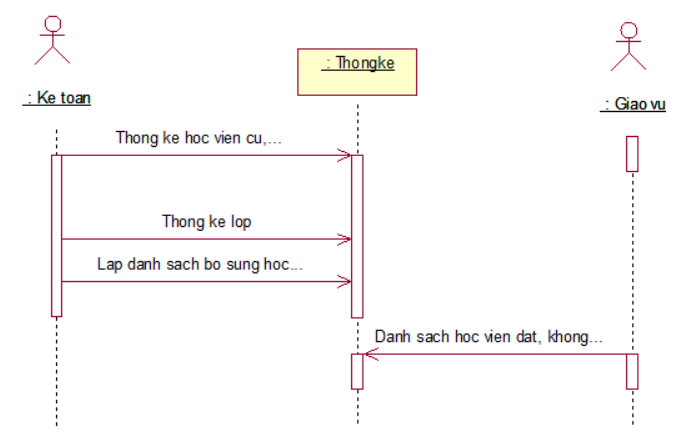 : Ke toan
: Thongke
: Giao vu
Thong ke hoc vien cu,...
Thong ke lop
Lap danh sach bo sung hoc...
Danh sach hoc vien dat, khong...